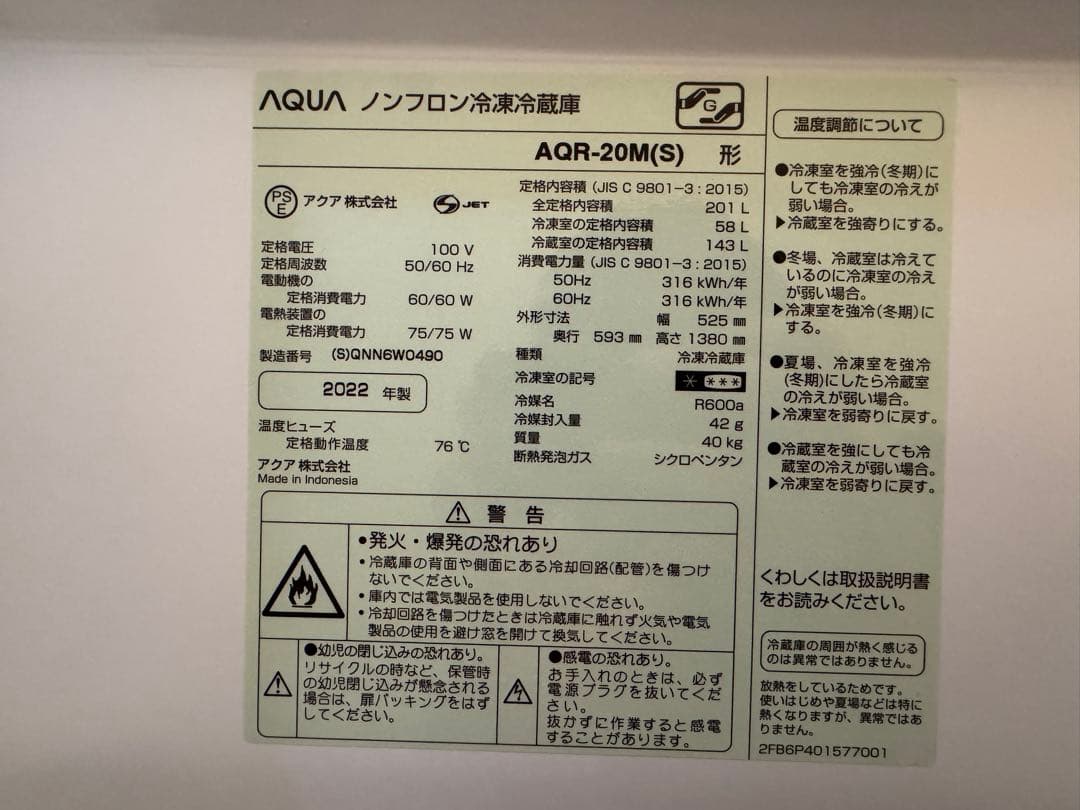 AQUA ノンフロン冷凍冷蔵庫
G
AQR-20M(S) 形
PS
E
アクア 株式会社
S JET
定格電圧 100 V
定格周波数 50/60 Hz
電動機の
定格消費電力 60/60 W
電熱装置の
定格消費電力 75/75 W
製造番号 (S)QNN6W0490
2022 年製
温度ヒューズ
定格動作温度 76 ℃
アクア 株式会社
Made in Indonesia
定格内容積 (JIS C 9801-3 : 2015)
全定格内容積 201 L
冷凍室の定格内容積 58 L
冷蔵室の定格内容積 143 L
消費電力量 (JIS C 9801-3 : 2015)
50Hz 316 kWh/年
60Hz 316 kWh/年
外形寸法 幅 525 ㎜
奥行 593 ㎜ 高さ 1380 ㎜
種類 冷凍冷蔵庫
冷凍室の記号 * ***
冷媒名 R600a
冷媒封入量 42 g
質量 40 kg
断熱発泡ガス シクロペンタン
⚠ 警告
●発火・爆発の恐れあり
・冷蔵庫の背面や側面にある冷却回路(配管)を傷つけ
ないでください。
・庫内では電気製品を使用しないでください。
・冷却回路を傷つけたときは冷蔵庫に触れず火気や電気
製品の使用を避け窓を開けて換気してください。
●幼児の閉じ込みの恐れあり。
リサイクルの時など、保管時
の幼児閉じ込みが懸念される
場合は、扉パッキングをはず
してください。
●感電の恐れあり。
お手入れのときは、必ず
電源プラグを抜いてくだ
さい。
抜かずに作業すると感電
することがあります。
温度調節について
●冷凍室を強冷(冬期)に
しても冷凍室の冷えが
弱い場合。
▶冷蔵室を強寄りにする。
●冬場、冷蔵室は冷えて
いるのに冷凍室の冷え
が弱い場合。
▶冷凍室を強冷(冬期)に
する。
●夏場、冷凍室を強冷
(冬期)にしたら冷蔵室
の冷えが弱い場合。
▶冷凍室を弱寄りに戻す。
●冷蔵室を強にしても冷
蔵室の冷えが弱い場合。
▶冷凍室を弱寄りに戻す。
くわしくは取扱説明書
をお読みください。
冷蔵庫の周囲が熱く感じる
のは異常ではありません。
放熱をしているためです。
使いはじめや夏場などは特に
熱くなりますが、異常ではあ
りません。
2FB6P401577001